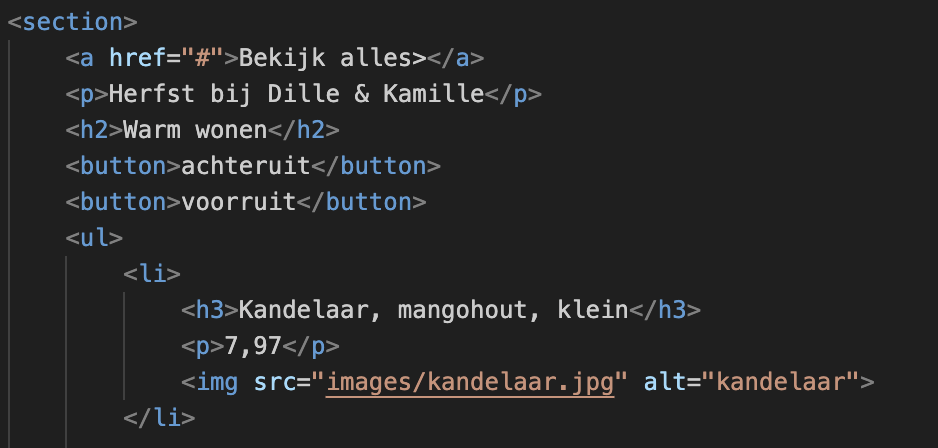 <section>
<a href="#">Bekijk alles></a>
<p>Herfst bij Dille & Kamille</p>
<h2>Warm wonen</h2>
<button>achteruit</button>
<button>voorruit</button>
<ul>
<li>
<h3>Kandelaar, mangohout, klein</h3>
<p>7,97</p>
<img src="images/kandelaar.jpg" alt="kandelaar">
</li>